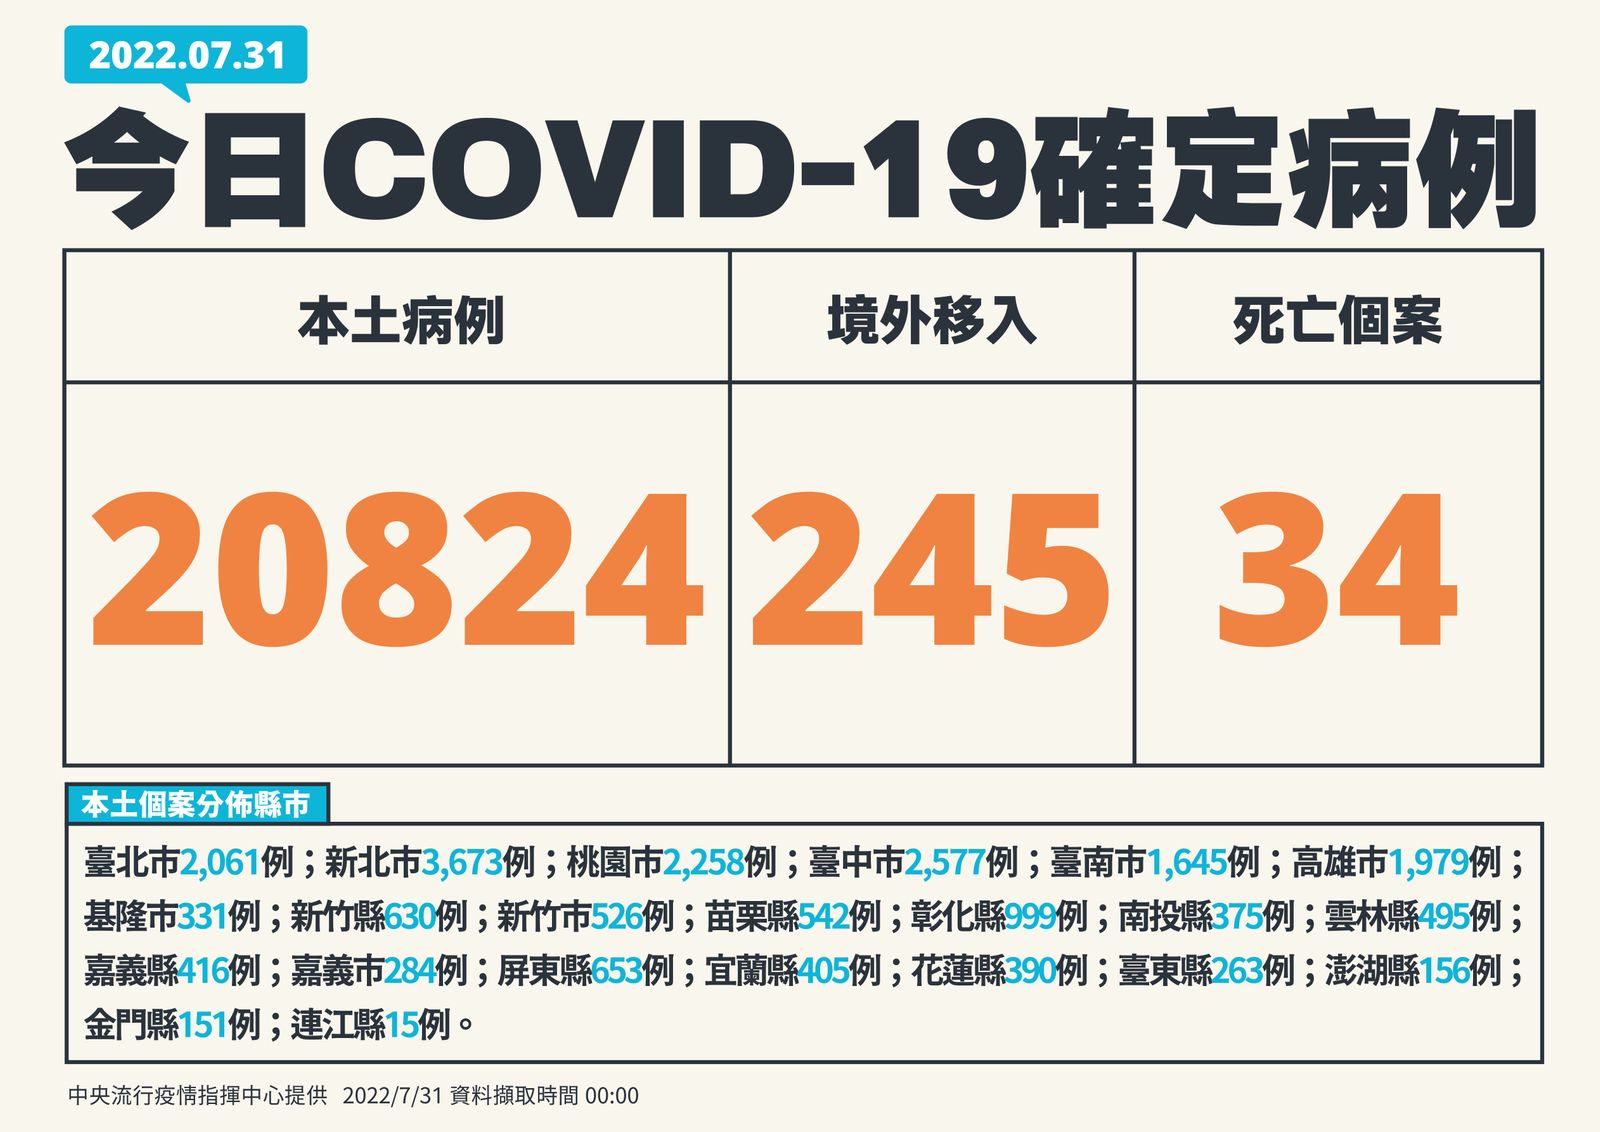 2022.07.31
今日COVID-19確定病例
本土病例 境外移入 死亡個案
20824 245 34
本土個案分佈縣市
臺北市2,061例；新北市3,673例；桃園市2,258例；臺中市2,577例；臺南市1,645例；高雄市1,979例；
基隆市331例；新竹縣630例；新竹市526例；苗栗縣542例；彰化縣999例；南投縣375例；雲林縣495例；
嘉義縣416例；嘉義市284例；屏東縣653例；宜蘭縣405例；花蓮縣390例；臺東縣263例；澎湖縣156例；
金門縣151例；連江縣15例。
中央流行疫情指揮中心提供 2022/7/31 資料擷取時間 00:00